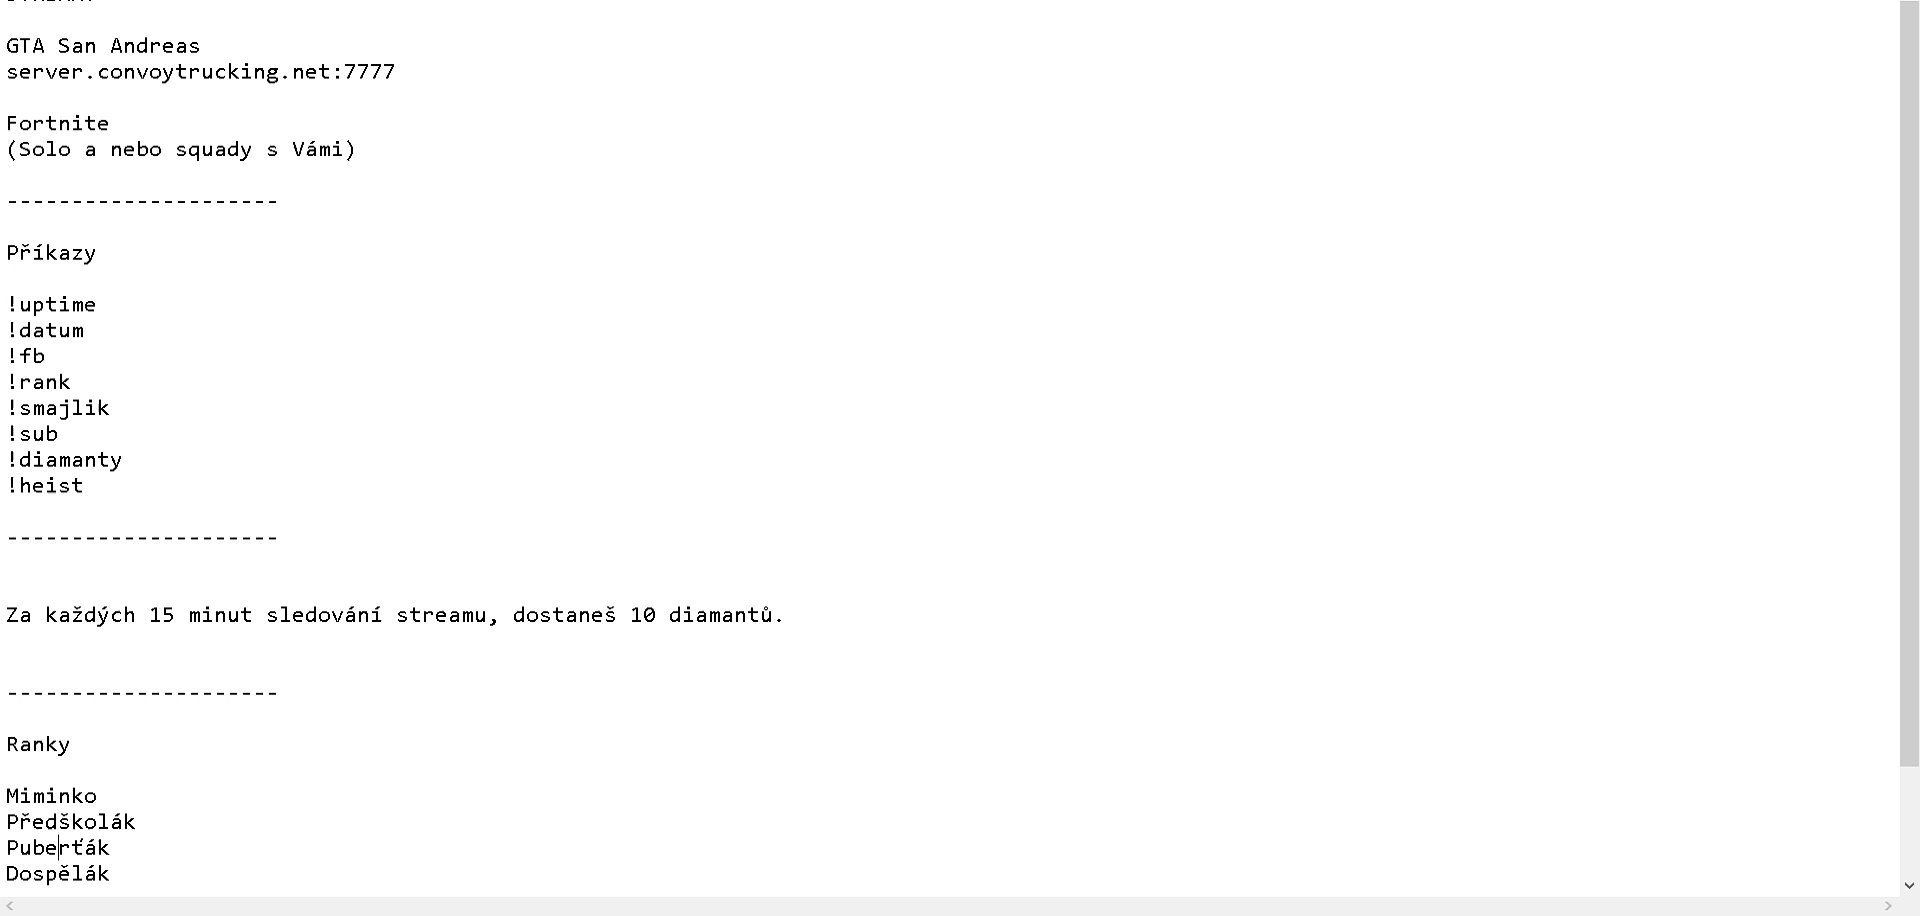 GTA San Andreas
server.convoytrucking.net:7777
Fortnite
(Solo a nebo squady s Vámi)
---------------------
Příkazy
!uptime
!datum
!fb
!rank
!smajlik
!sub
!diamanty
!heist
---------------------
Za každých 15 minut sledování streamu, dostaneš 10 diamantů.
---------------------
Ranky
Miminko
Předškolák
Puberťák
Dospělák